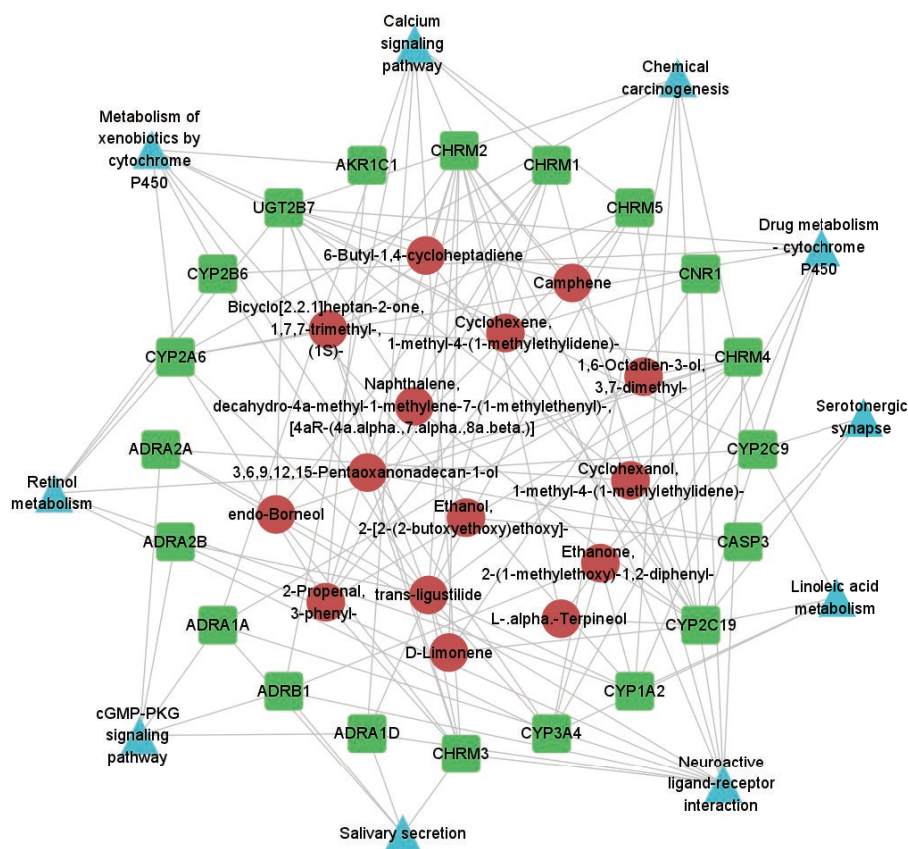 Calcium
signaling
pathway
Chemical
carcinogenesis
Metabolism of
xenobiotics by
cytochrome
P450
AKR1C1
CHRM2
CHRM1
CHRM5
UGT2B7
Drug metabolism
- cytochrome
P450
6-Butyl-1,4-cycloheptadiene
CYP2B6
Camphene
CNR1
Bicyclo[2.2.1]heptan-2-one,
1,7,7-trimethyl-,
(1S)-
Cyclohexene,
1-methyl-4-(1-methylethylidene)-
CYP2A6
CHRM4
1,6-Octadien-3-ol,
3,7-dimethyl-
Naphthalene,
decahydro-4a-methyl-1-methylene-7-(1-methylethenyl)-,
[4aR-(4a.alpha.,7.alpha.,8a.beta.)]
Serotonergic
synapse
ADRA2A
CYP2C9
3,6,9,12,15-Pentaoxanonadecan-1-ol
Cyclohexanol,
1-methyl-4-(1-methylethylidene)-
Retinol
metabolism
endo-Borneol
Ethanol,
2-[2-(2-butoxyethoxy)ethoxy]-
ADRA2B
CASP3
Ethanone,
2-(1-methylethoxy)-1,2-diphenyl-
Linoleic acid
metabolism
2-Propenal,
3-phenyl-
trans-ligustilide
L-.alpha.-Terpineol
ADRA1A
CYP2C19
D-Limonene
ADRB1
CYP1A2
cGMP-PKG
signaling
pathway
ADRA1D
CHRM3
CYP3A4
Neuroactive
ligand-receptor
interaction
Salivary secretion